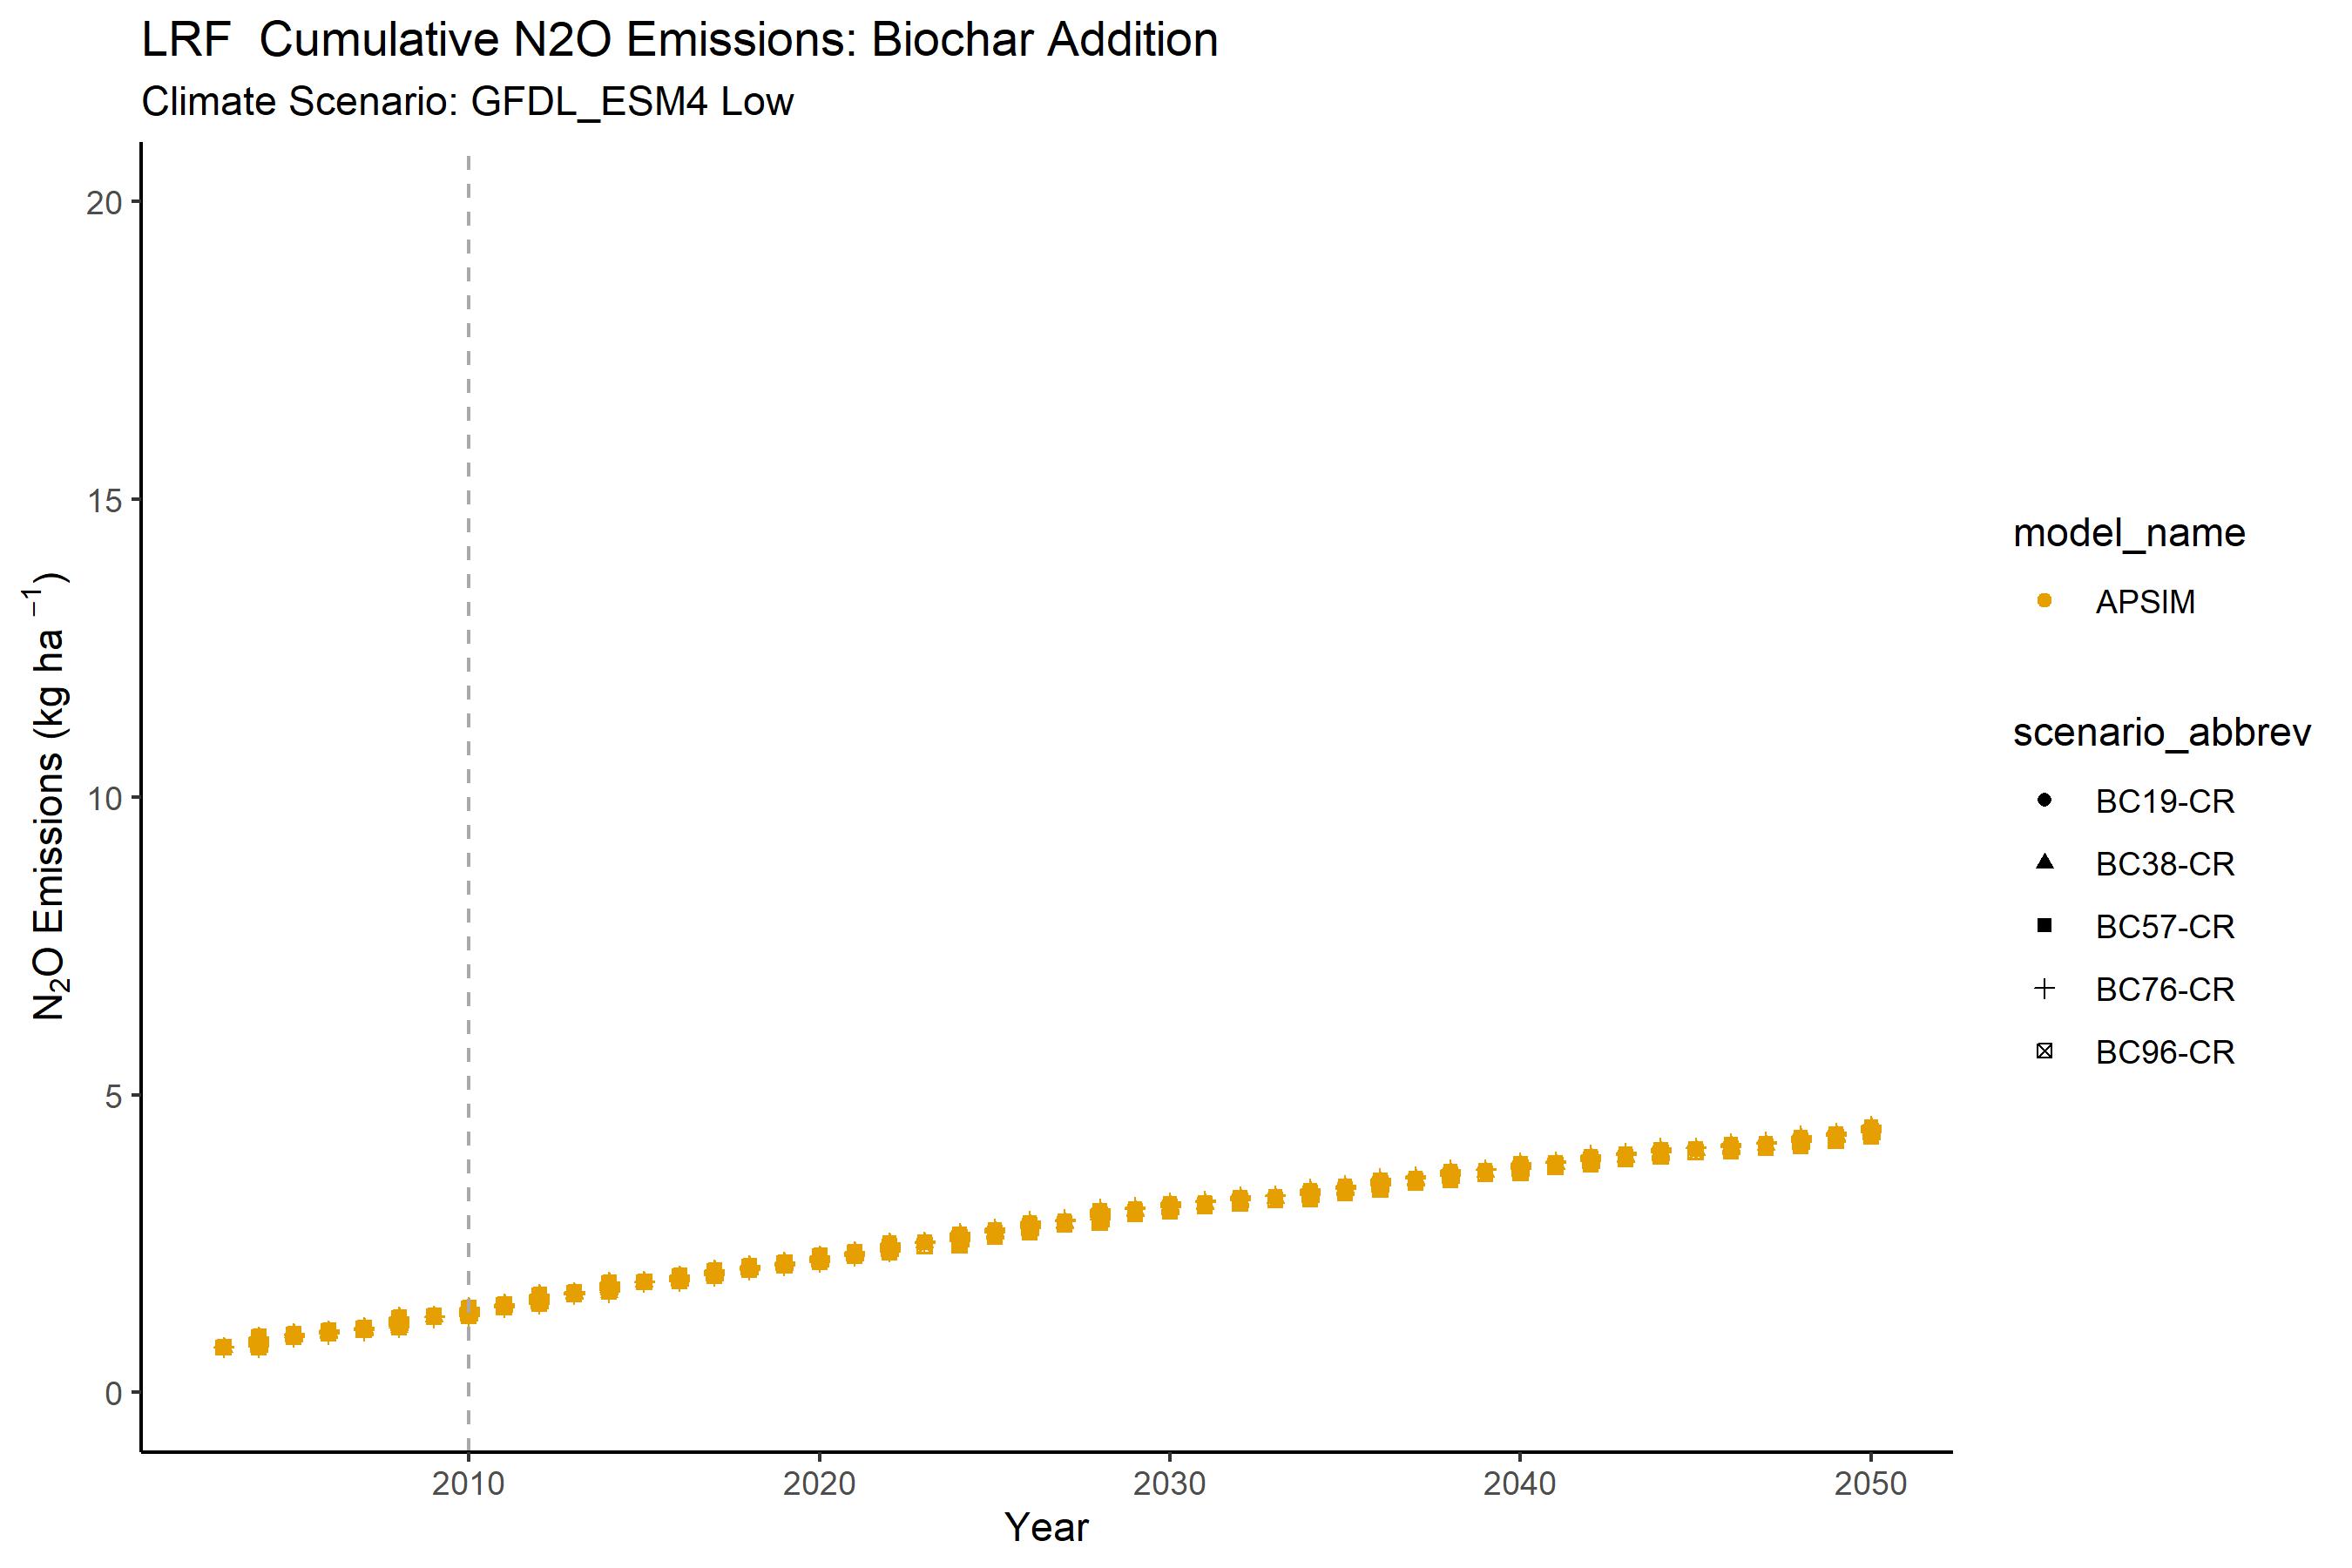 LRF  Cumulative N2O Emissions: Biochar Addition
Climate Scenario: GFDL_ESM4 Low
N₂O Emissions (kg ha ⁻¹)
20
15
10
5
0
2010
2020
2030
2040
2050
Year
model_name
APSIM
scenario_abbrev
BC19-CR
BC38-CR
BC57-CR
BC76-CR
BC96-CR